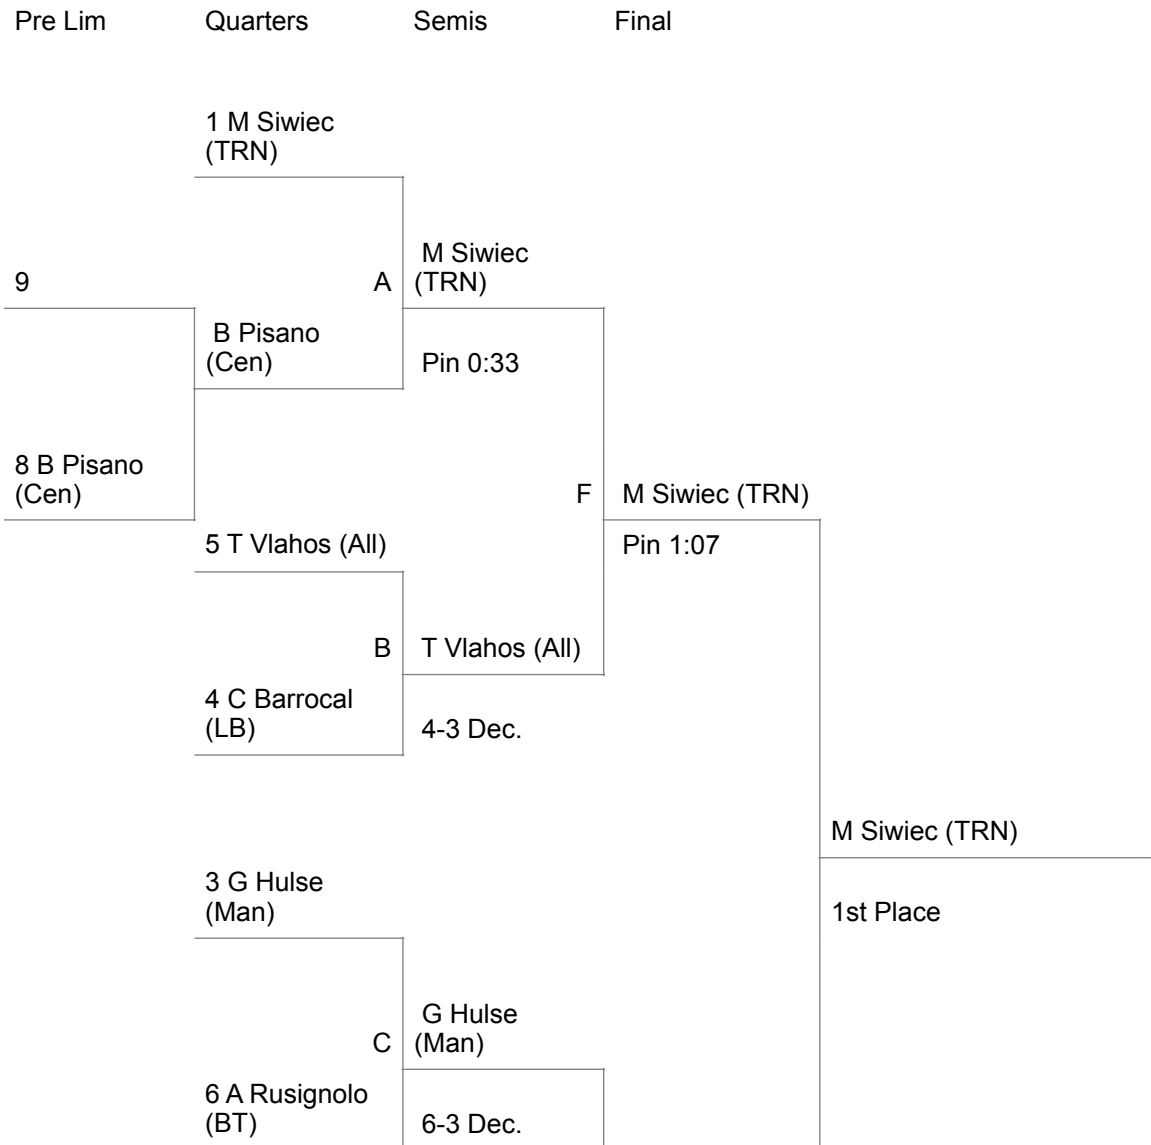 Pre Lim Quarters Semis Final
1 M Siwiec
(TRN)
M Siwiec
9 A (TRN)
B Pisano
(Cen) Pin 0:33
8 B Pisano
(Cen) F M Siwiec (TRN)
5 T Vlahos (All) Pin 1:07
B T Vlahos (All)
4 C Barrocal
(LB) 4-3 Dec.
M Siwiec (TRN)
3 G Hulse
(Man) 1st Place
G Hulse
C (Man)
6 A Rusignolo
(BT) 6-3 Dec.